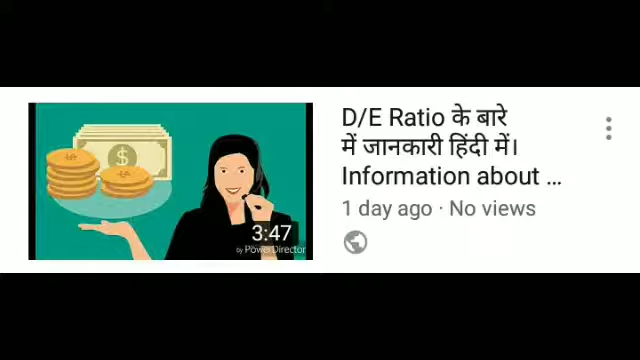 D/E Ratio के बारे
में जानकारी हिंदी में।
Information about ...
1 day ago · No views
$
3:47
by PowerDirector